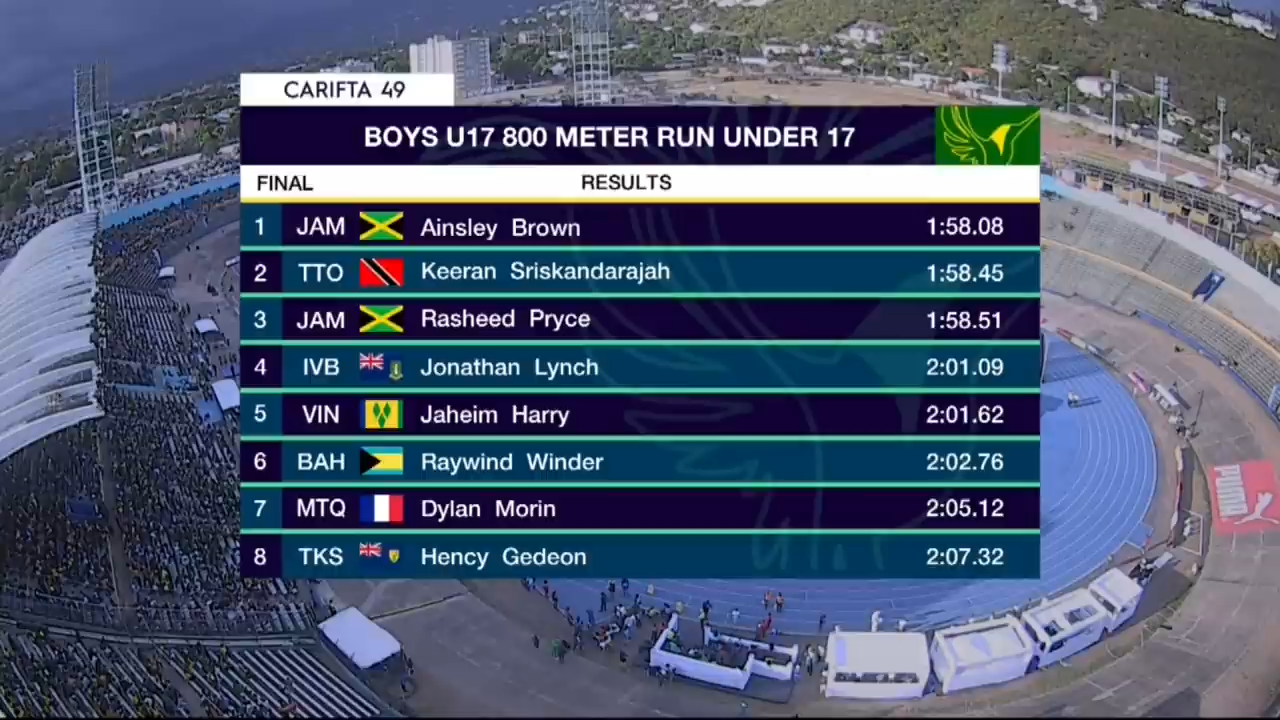 CARIFTA 49
BOYS U17 800 METER RUN UNDER 17
FINAL RESULTS
1 JAM Ainsley Brown 1:58.08
2 TTO Keeran Sriskandarajah 1:58.45
3 JAM Rasheed Pryce 1:58.51
4 IVB Jonathan Lynch 2:01.09
5 VIN Jaheim Harry 2:01.62
6 BAH Raywind Winder 2:02.76
7 MTQ Dylan Morin 2:05.12
8 TKS Hency Gedeon 2:07.32
PUMA